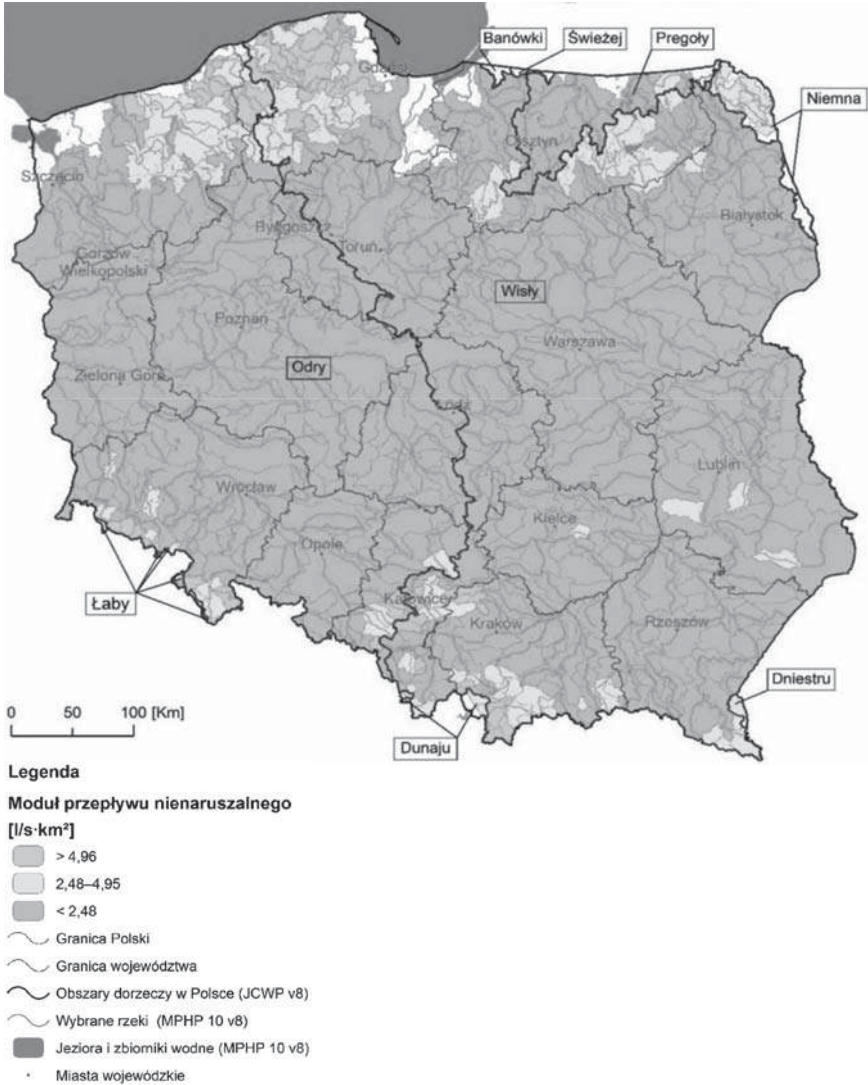 Banówki Świeżej Pregoły
Gdańsk
Niemna
Olsztyn
Szczecin
Białystok
Bydgoszcz
Gorzów
Wielkopolski
Toruń
Wisły
Poznań
Warszawa
Odry
Zielona Góra
Łódź
Lublin
Wrocław
Kielce
Opole
Łaby
Katowice
Kraków
Rzeszów
Dniestru
0 50 100 [Km]
Dunaju
Legenda
Moduł przepływu nienaruszalnego
[l/s·km²]
> 4,96
2,48–4,95
< 2,48
Granica Polski
Granica województwa
Obszary dorzeczy w Polsce (JCWP v8)
Wybrane rzeki (MPHP 10 v8)
Jeziora i zbiorniki wodne (MPHP 10 v8)
Miasta wojewódzkie